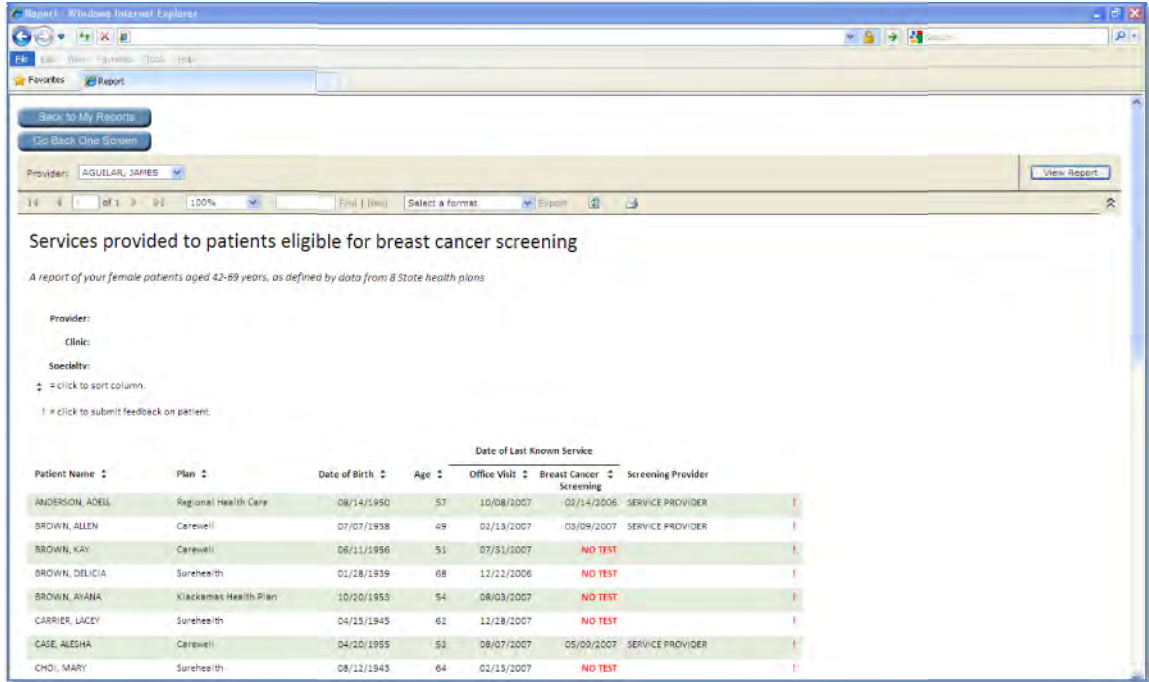 Report - Windows Internet Explorer
File Edit View Favorites Tools Help
Favorites Report
Back to My Reports
Go Back One Screen
Provider: AGUILAR, JAMES View Report
of 1 100% Find | Next Select a format Export
Services provided to patients eligible for breast cancer screening
A report of your female patients aged 42-69 years, as defined by data from 8 State health plans
Provider:
Clinic:
Specialty:
= click to sort column.
! = click to submit feedback on patient.
Date of Last Known Service
Patient Name Plan Date of Birth Age Office Visit Breast Cancer Screening Screening Provider
ANDERSON, ADELL Regional Health Care 08/14/1950 57 10/08/2007 02/14/2006 SERVICE PROVIDER !
BROWN, ALLEN Carewell 07/07/1958 49 02/13/2007 03/09/2007 SERVICE PROVIDER !
BROWN, KAY Carewell 06/11/1956 51 07/31/2007 NO TEST !
BROWN, DELICIA Surehealth 01/28/1939 68 12/22/2006 NO TEST !
BROWN, AYANA Klackamas Health Plan 10/20/1953 54 08/03/2007 NO TEST !
CARRIER, LACEY Surehealth 04/25/1945 62 12/28/2007 NO TEST !
CASE, ALESHA Carewell 04/20/1955 52 08/07/2007 05/09/2007 SERVICE PROVIDER !
CHOI, MARY Surehealth 08/12/1943 64 02/15/2007 NO TEST !